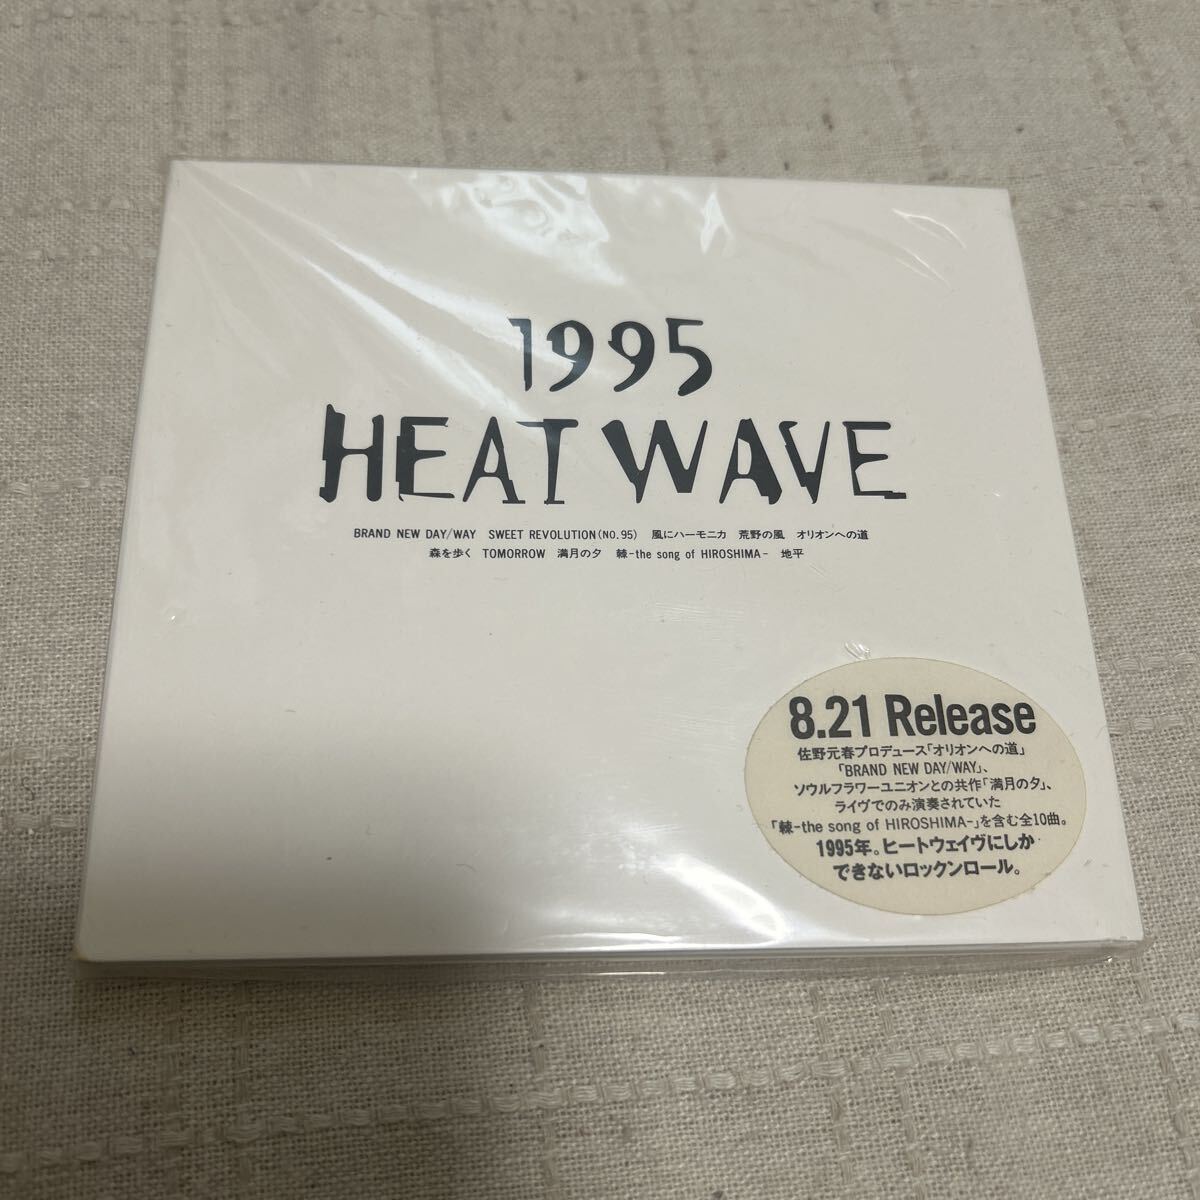 1995
HEAT WAVE
BRAND NEW DAY/WAY SWEET REVOLUTION(NO.95) 風にハーモニカ 荒野の風 オリオンへの道
森を歩く TOMORROW 満月の夕 棘-the song of HIROSHIMA- 地平
8.21 Release
佐野元春プロデュース「オリオンへの道」
「BRAND NEW DAY/WAY」、
ソウルフラワーユニオンとの共作「満月の夕」、
ライヴでのみ演奏されていた
「棘-the song of HIROSHIMA-」を含む全10曲。
1995年。ヒートウェイヴにしか
できないロックンロール。